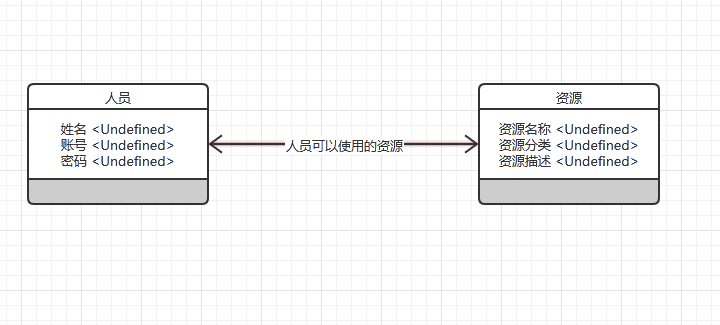 人员
姓名 <Undefined>
账号 <Undefined>
密码 <Undefined>
人员可以使用的资源
资源
资源名称 <Undefined>
资源分类 <Undefined>
资源描述 <Undefined>